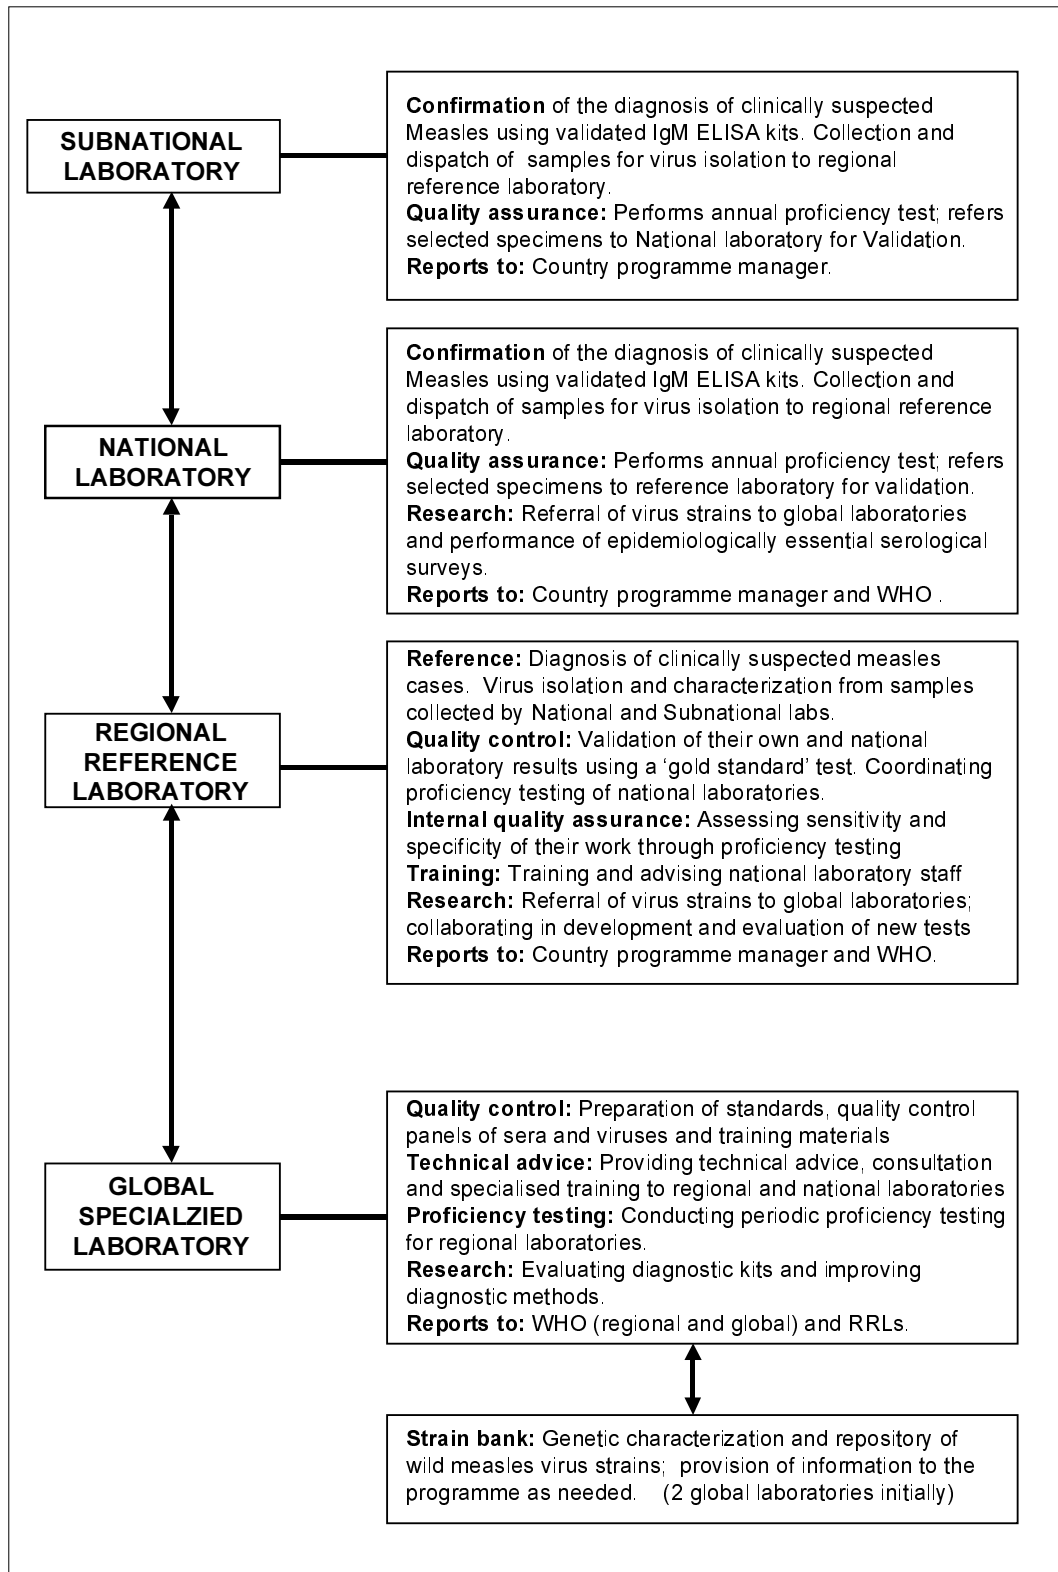 SUBNATIONAL
LABORATORY
Confirmation of the diagnosis of clinically suspected
Measles using validated IgM ELISA kits. Collection and
dispatch of samples for virus isolation to regional
reference laboratory.
Quality assurance: Performs annual proficiency test; refers
selected specimens to National laboratory for Validation.
Reports to: Country programme manager.
NATIONAL
LABORATORY
Confirmation of the diagnosis of clinically suspected
Measles using validated IgM ELISA kits. Collection and
dispatch of samples for virus isolation to regional reference
laboratory.
Quality assurance: Performs annual proficiency test; refers
selected specimens to reference laboratory for validation.
Research: Referral of virus strains to global laboratories
and performance of epidemiologically essential serological
surveys.
Reports to: Country programme manager and WHO .
REGIONAL
REFERENCE
LABORATORY
Reference: Diagnosis of clinically suspected measles
cases. Virus isolation and characterization from samples
collected by National and Subnational labs.
Quality control: Validation of their own and national
laboratory results using a ‘gold standard’ test. Coordinating
proficiency testing of national laboratories.
Internal quality assurance: Assessing sensitivity and
specificity of their work through proficiency testing
Training: Training and advising national laboratory staff
Research: Referral of virus strains to global laboratories;
collaborating in development and evaluation of new tests
Reports to: Country programme manager and WHO.
GLOBAL
SPECIALZIED
LABORATORY
Quality control: Preparation of standards, quality control
panels of sera and viruses and training materials
Technical advice: Providing technical advice, consultation
and specialised training to regional and national laboratories
Proficiency testing: Conducting periodic proficiency testing
for regional laboratories.
Research: Evaluating diagnostic kits and improving
diagnostic methods.
Reports to: WHO (regional and global) and RRLs.
Strain bank: Genetic characterization and repository of
wild measles virus strains; provision of information to the
programme as needed. (2 global laboratories initially)